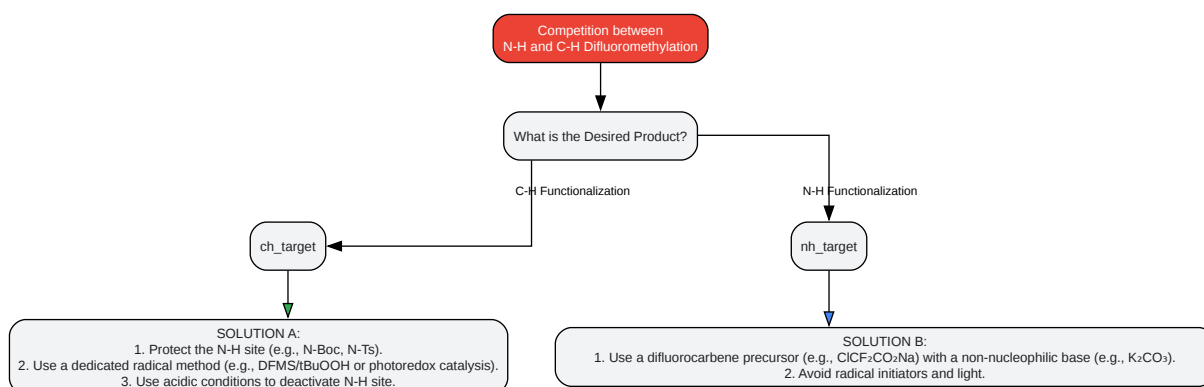 Competition between
N-H and C-H Difluoromethylation
What is the Desired Product?
C-H Functionalization
N-H Functionalization
ch_target
nh_target
SOLUTION A:
1. Protect the N-H site (e.g., N-Boc, N-Ts).
2. Use a dedicated radical method (e.g., DFMS/tBuOOH or photoredox catalysis).
3. Use acidic conditions to deactivate N-H site.
SOLUTION B:
1. Use a difluorocarbene precursor (e.g., ClCF₂CO₂Na) with a non-nucleophilic base (e.g., K₂CO₃).
2. Avoid radical initiators and light.